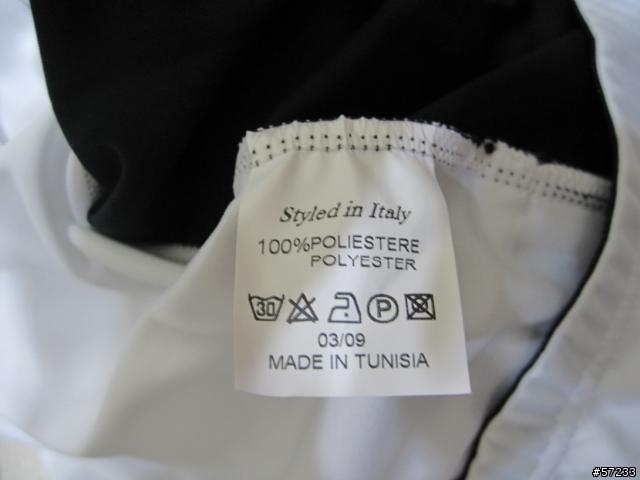 Styled in Italy
100%POLIESTERE
POLYESTER
30 P
03/09
MADE IN TUNISIA
#57233